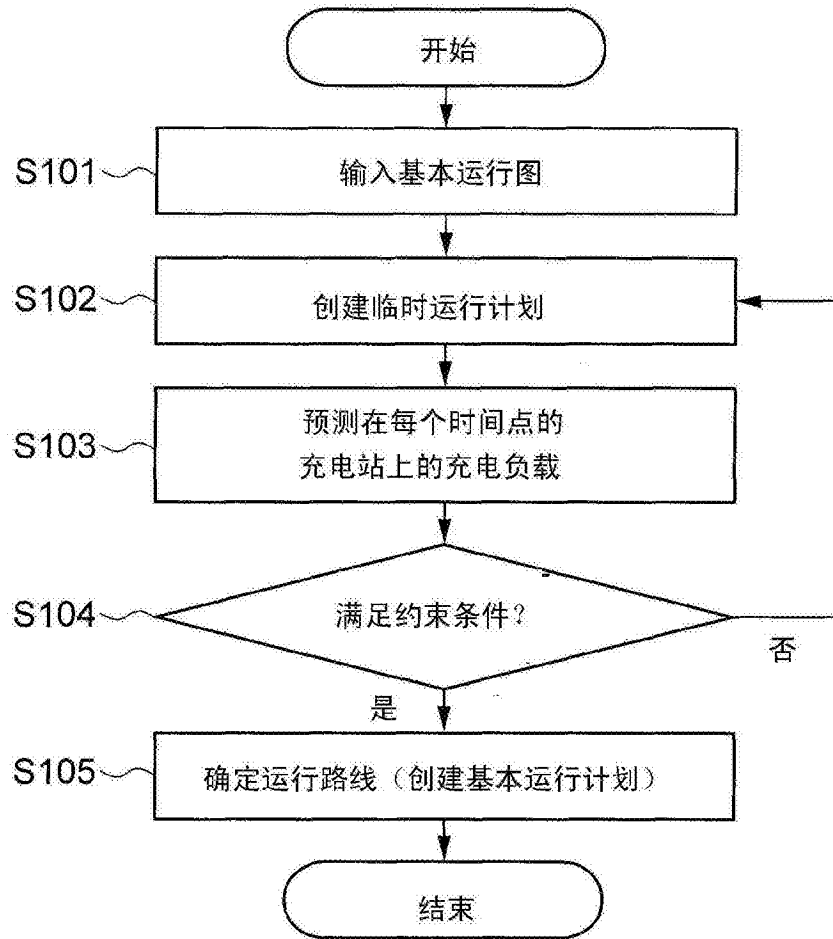 开始
S101
输入基本运行图
S102
创建临时运行计划
S103
预测在每个时间点的
充电站上的充电负载
S104
满足约束条件？
否
是
S105
确定运行路线（创建基本运行计划）
结束